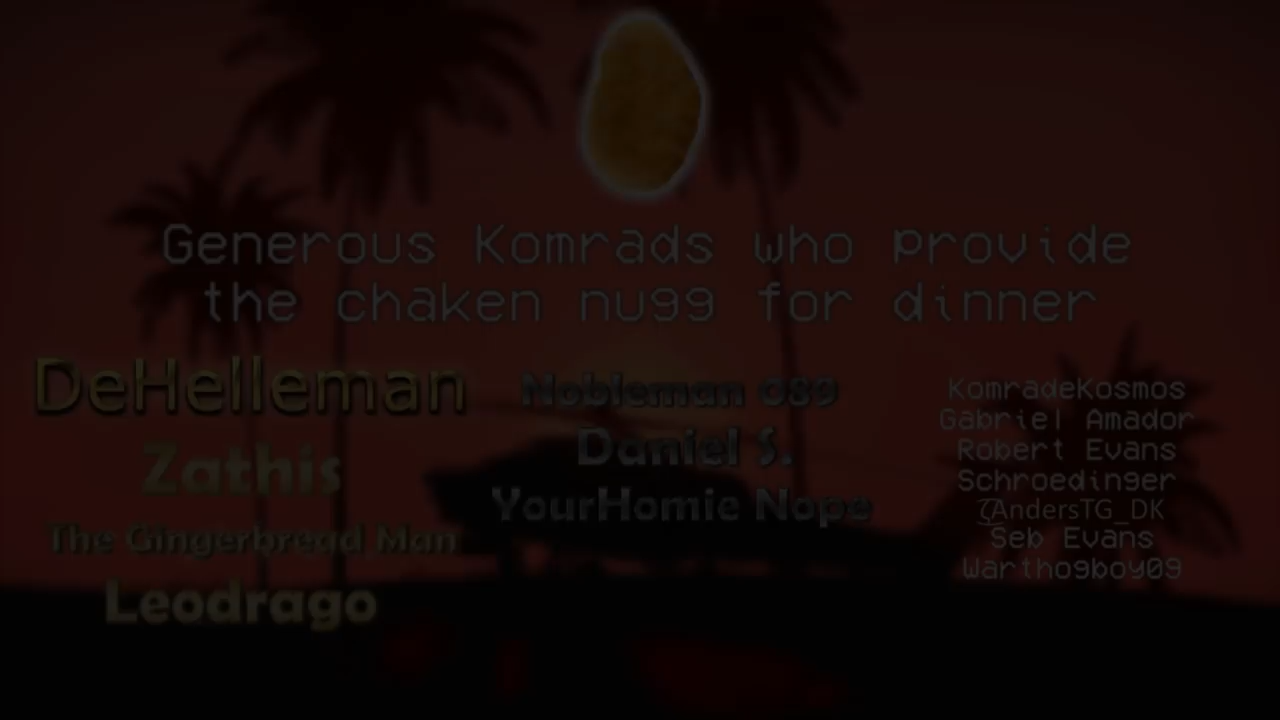 Generous Komrads who provide
the chaken nugg for dinner
DeHelleman
Zathis
The Gingerbread Man
Leodrago
Nobleman 089
Daniel S.
YourHomie Nope
KomradeKosmos
Gabriel Amador
Robert Evans
Schroedinger
AndersTG_DK
Seb Evans
Warthogboy09